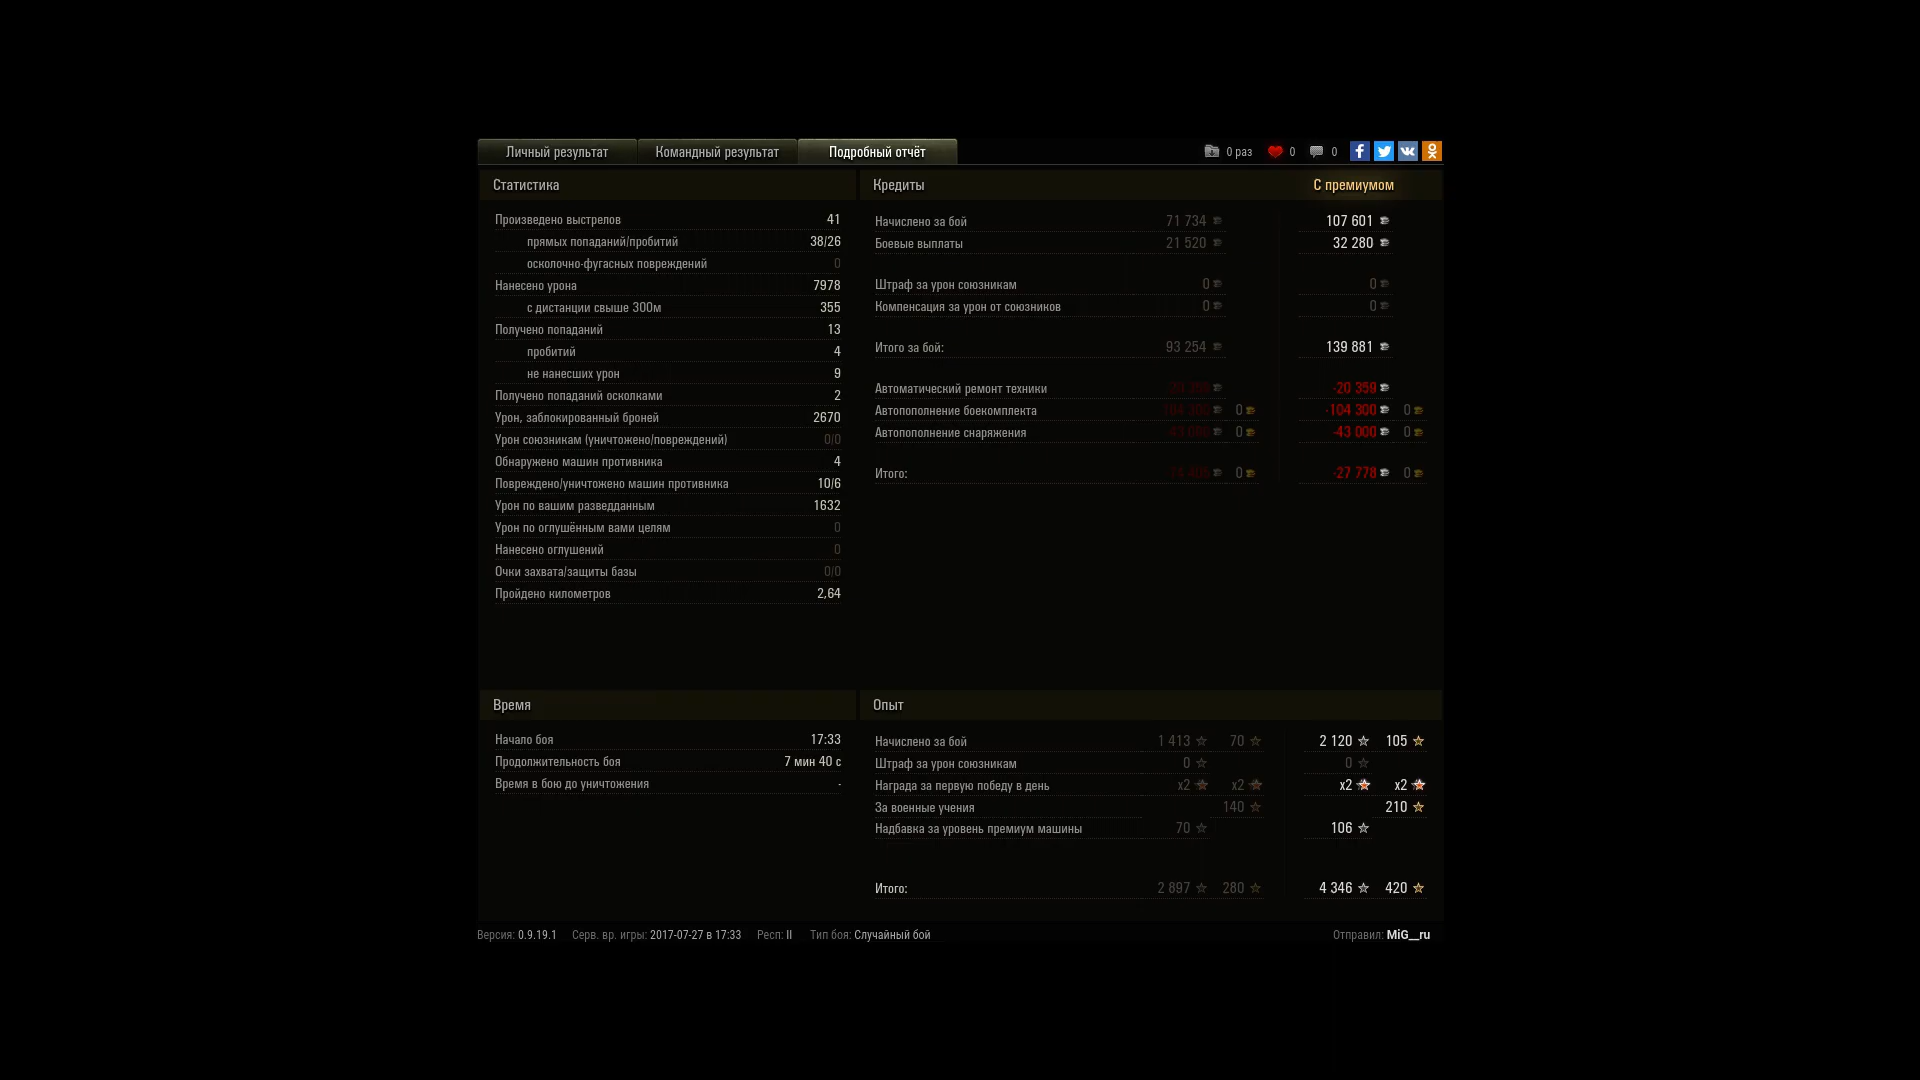 Личный результат Командный результат Подробный отчёт 0 раз 0 0
Статистика
Произведено выстрелов 41
прямых попаданий/пробитий 38/26
осколочно-фугасных повреждений 0
Нанесено урона 7978
с дистанции свыше 300м 355
Получено попаданий 13
пробитий 4
не нанесших урон 9
Получено попаданий осколками 2
Урон, заблокированный броней 2670
Урон союзникам (уничтожено/повреждений) 0/0
Обнаружено машин противника 4
Повреждено/уничтожено машин противника 10/6
Урон по вашим разведданным 1632
Урон по оглушённым вами целям 0
Нанесено оглушений 0
Очки захвата/защиты базы 0/0
Пройдено километров 2,64
Кредиты С премиумом
Начислено за бой 71 734 107 601
Боевые выплаты 21 520 32 280
Штраф за урон союзникам 0 0
Компенсация за урон от союзников 0 0
Итого за бой: 93 254 139 881
Автоматический ремонт техники -20 359
Автопополнение боекомплекта 0 -104 300 0
Автопополнение снаряжения 0 -43 000 0
Итого: 0 -27 778 0
Время
Начало боя 17:33
Продолжительность боя 7 мин 40 с
Время в бою до уничтожения -
Опыт
Начислено за бой 1 413 70 2 120 105
Штраф за урон союзникам 0 0
Награда за первую победу в день x2 x2 x2 x2
За военные учения 140 210
Надбавка за уровень премиум машины 70 106
Итого: 2 897 280 4 346 420
Версия: 0.9.19.1 Серв. вр. игры: 2017-07-27 в 17:33 Респ: II Тип боя: Случайный бой Отправил: MiG__ru